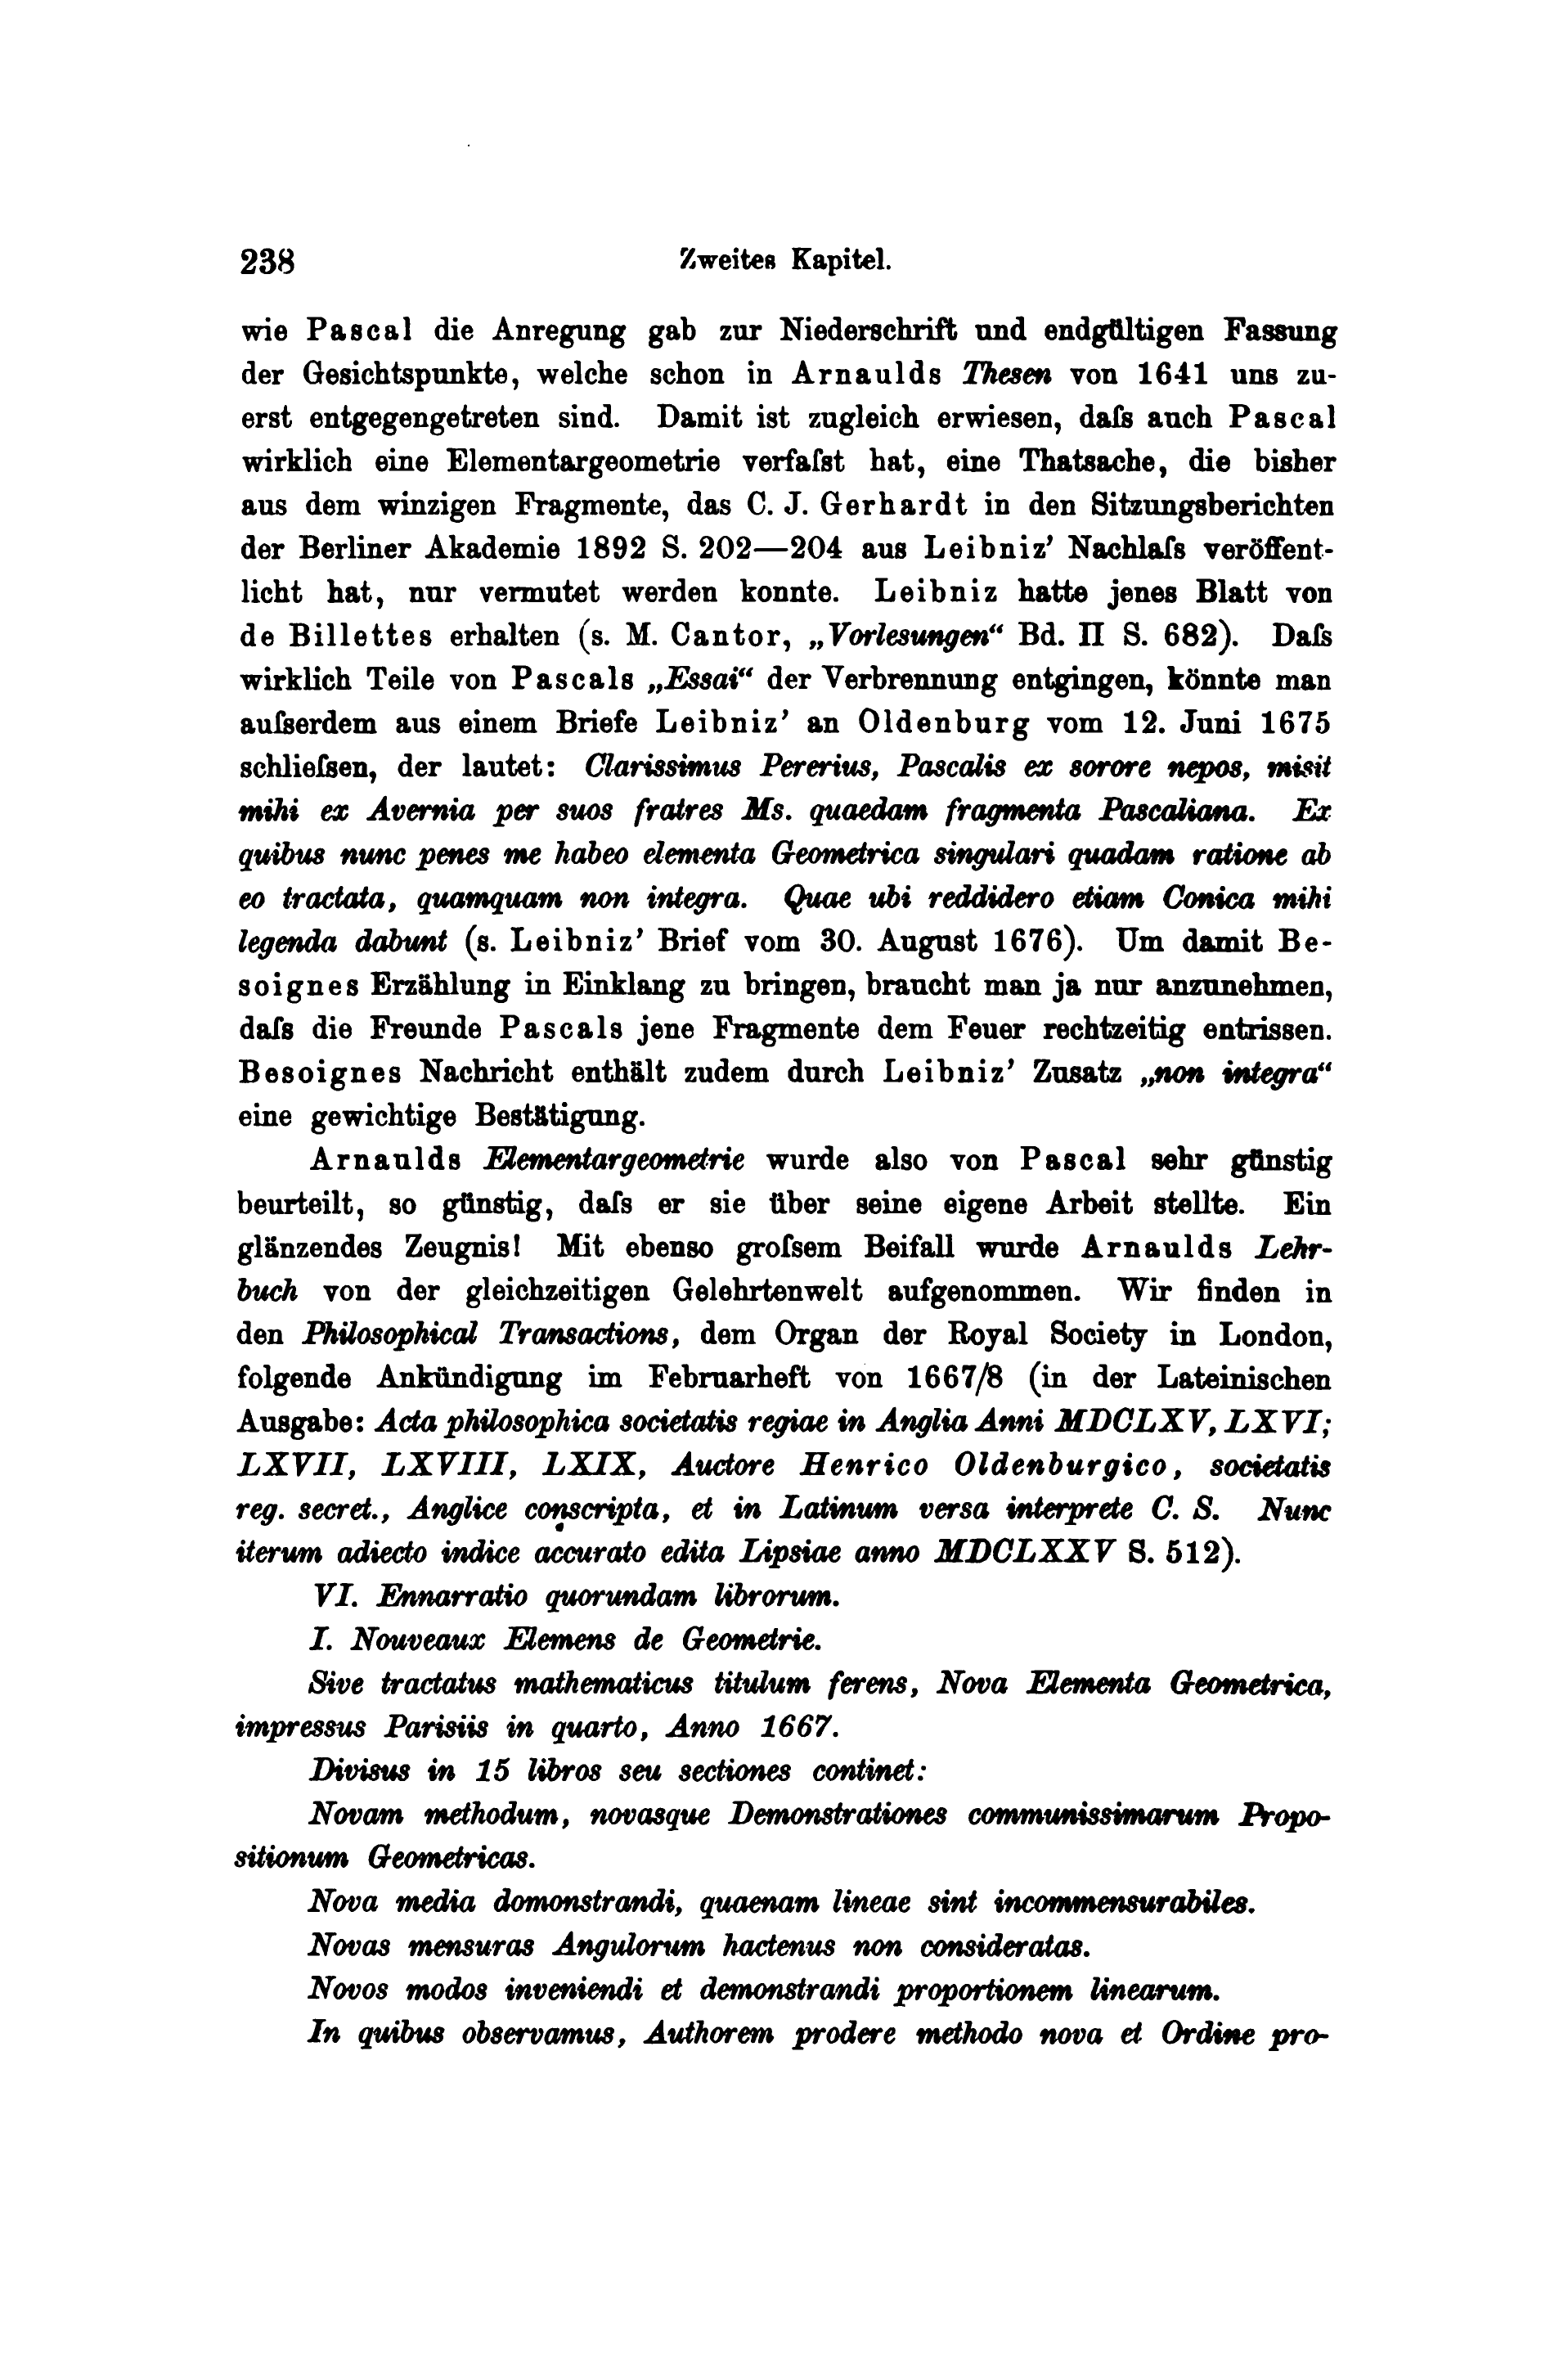 238 Zweites Kapitel.
wie Pascal die Anregung gab zur Niederschrift und endgültigen Fassung
der Gesichtspunkte, welche schon in Arnaulds Thesen von 1641 uns zu-
erst entgegengetreten sind. Damit ist zugleich erwiesen, daſs auch Pascal
wirklich eine Elementargeometrie verfaſst hat, eine Thatsache, die bisher
aus dem winzigen Fragmente, das C. J. Gerhardt in den Sitzungsberichten
der Berliner Akademie 1892 S. 202—204 aus Leibniz' Nachlaſs veröffent-
licht hat, nur vermutet werden konnte. Leibniz hatte jenes Blatt von
de Billettes erhalten (s. M. Cantor, „Vorlesungen“ Bd. II S. 682). Daſs
wirklich Teile von Pascals „Essai“ der Verbrennung entgingen, könnte man
auſserdem aus einem Briefe Leibniz' an Oldenburg vom 12. Juni 1675
schlieſsen, der lautet: Clarissimus Pererius, Pascalis ex sorore nepos, misit
mihi ex Avernia per suos fratres Ms. quaedam fragmenta Pascaliana. Ex
quibus nunc penes me habeo elementa Geometrica singulari quadam ratione ab
eo tractata, quamquam non integra. Quae ubi reddidero etiam Conica mihi
legenda dabunt (s. Leibniz' Brief vom 30. August 1676). Um damit Be-
soignes Erzählung in Einklang zu bringen, braucht man ja nur anzunehmen,
daſs die Freunde Pascals jene Fragmente dem Feuer rechtzeitig entrissen.
Besoignes Nachricht enthält zudem durch Leibniz' Zusatz „non integra“
eine gewichtige Bestätigung.
Arnaulds Elementargeometrie wurde also von Pascal sehr günstig
beurteilt, so günstig, daſs er sie über seine eigene Arbeit stellte. Ein
glänzendes Zeugnis! Mit ebenso groſsem Beifall wurde Arnaulds Lehr-
buch von der gleichzeitigen Gelehrtenwelt aufgenommen. Wir finden in
den Philosophical Transactions, dem Organ der Royal Society in London,
folgende Ankündigung im Februarheft von 1667/8 (in der Lateinischen
Ausgabe: Acta philosophica societatis regiae in Anglia Anni MDCLXV, LXVI;
LXVII, LXVIII, LXIX, Auctore Henrico Oldenburgico, societatis
reg. secret., Anglice conscripta, et in Latinum versa interprete C. S. Nunc
iterum adiecto indice accurato edita Lipsiae anno MDCLXXV S. 512).
VI. Ennarratio quorundam librorum.
I. Nouveaux Elemens de Geometrie.
Sive tractatus mathematicus titulum ferens, Nova Elementa Geometrica,
impressus Parisiis in quarto, Anno 1667.
Divisus in 15 libros seu sectiones continet:
Novam methodum, novasque Demonstrationes communissimarum Propo-
sitionum Geometricas.
Nova media domonstrandi, quaenam lineae sint incommensurabiles.
Novas mensuras Angulorum hactenus non consideratas.
Novos modos inveniendi et demonstrandi proportionem linearum.
In quibus observamus, Authorem prodere methodo nova et Ordine pro-